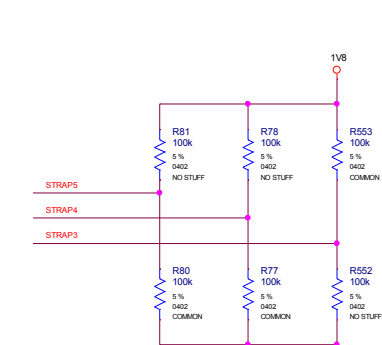 1V8
R81
100k
5 %
0402
NO STUFF
R78
100k
5 %
0402
NO STUFF
R553
100k
5 %
0402
COMMON
STRAP5
STRAP4
STRAP3
R80
100k
5 %
0402
COMMON
R77
100k
5 %
0402
COMMON
R552
100k
5 %
0402
NO STUFF